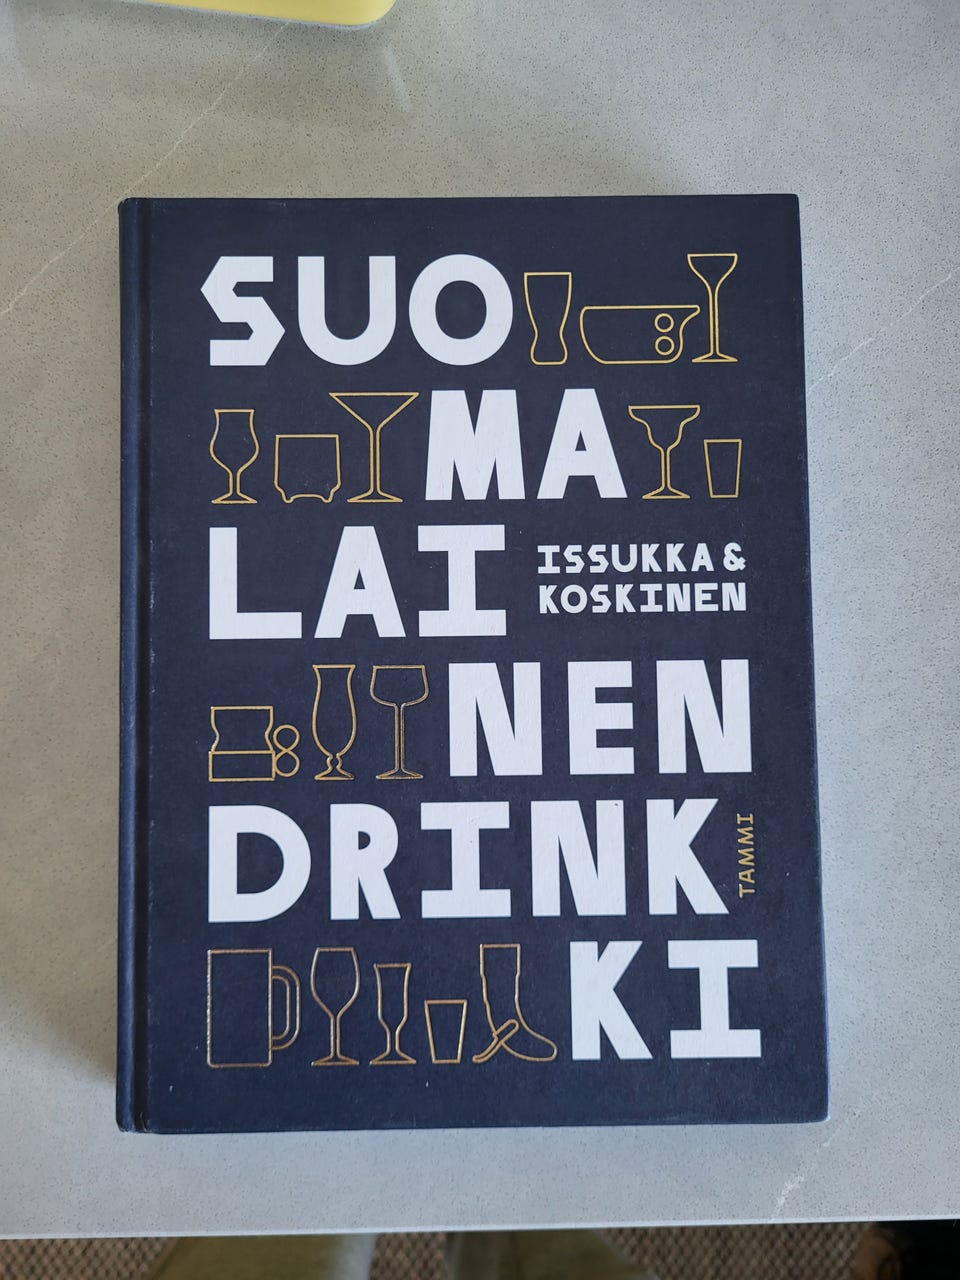 SUO
MA
LAI
ISSUKKA &
KOSKINEN
NEN
DRINK
TAMMI
KI